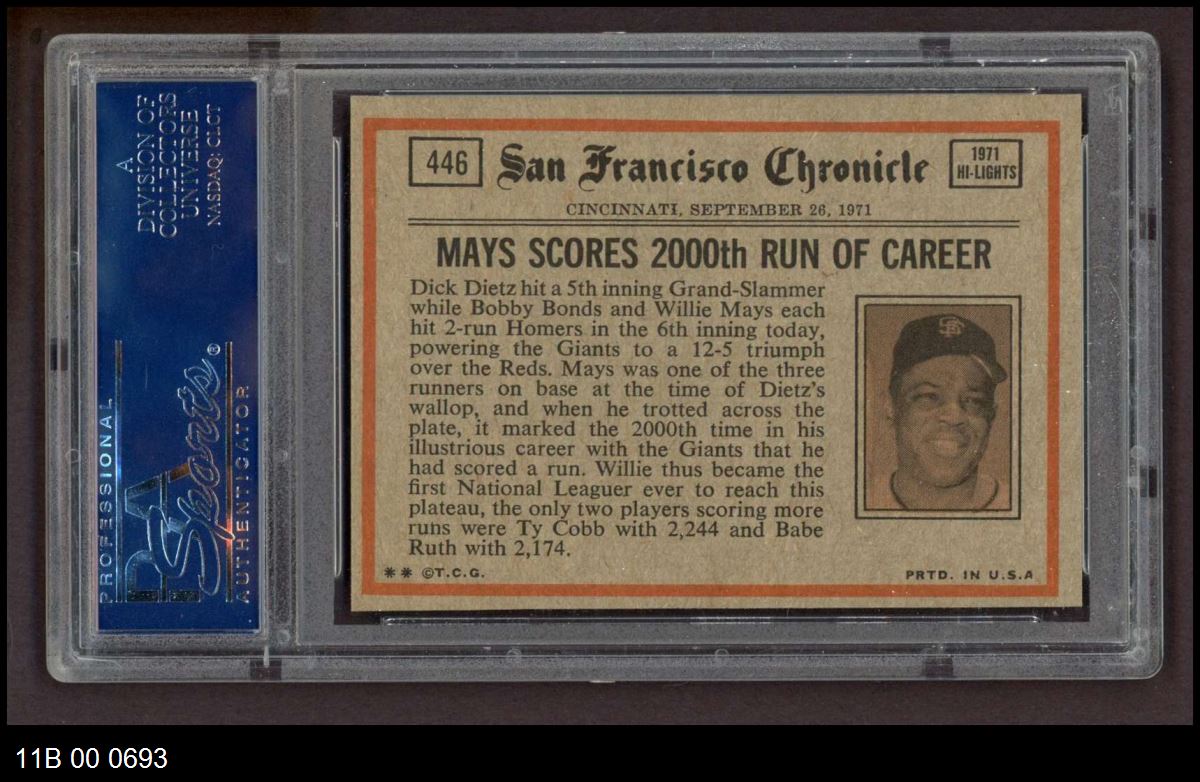 A
DIVISION OF
COLLECTORS
UNIVERSE
NASDAQ: CLCT
PROFESSIONAL
PSA
Sports®
AUTHENTICATOR
446
San Francisco Chronicle
1971
HI-LIGHTS
CINCINNATI, SEPTEMBER 26, 1971
MAYS SCORES 2000th RUN OF CAREER
Dick Dietz hit a 5th inning Grand-Slammer
while Bobby Bonds and Willie Mays each
hit 2-run Homers in the 6th inning today,
powering the Giants to a 12-5 triumph
over the Reds. Mays was one of the three
runners on base at the time of Dietz's
wallop, and when he trotted across the
plate, it marked the 2000th time in his
illustrious career with the Giants that he
had scored a run. Willie thus became the
first National Leaguer ever to reach this
plateau, the only two players scoring more
runs were Ty Cobb with 2,244 and Babe
Ruth with 2,174.
SF
** ©T.C.G.
PRTD. IN U.S.A
11B 00 0693